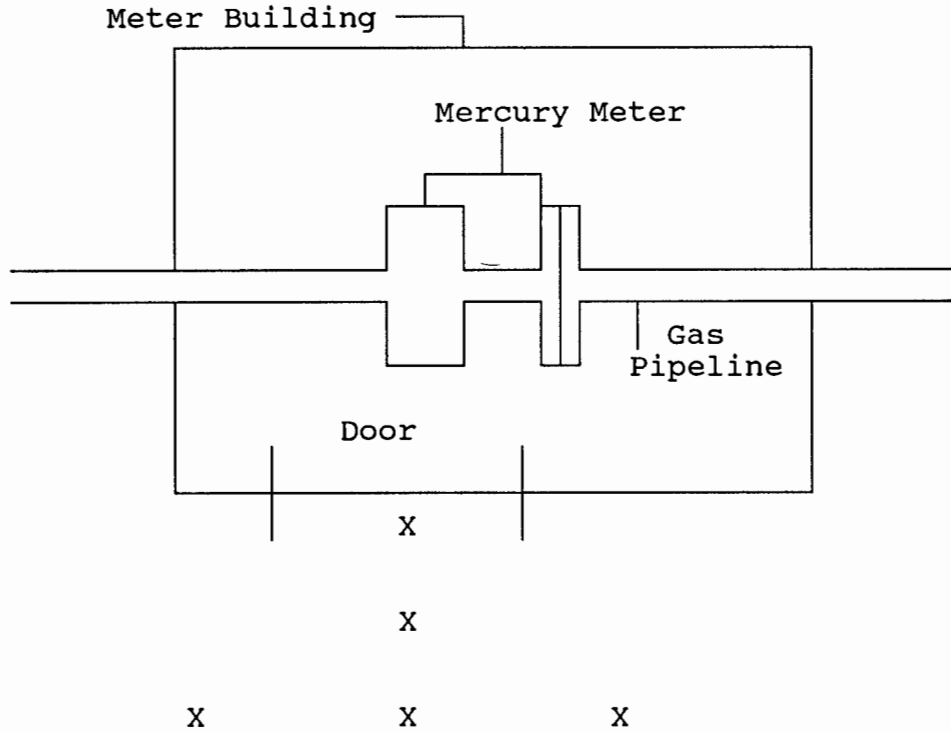 Meter Building
Mercury Meter
Gas
Pipeline
Door
X
X
X X X